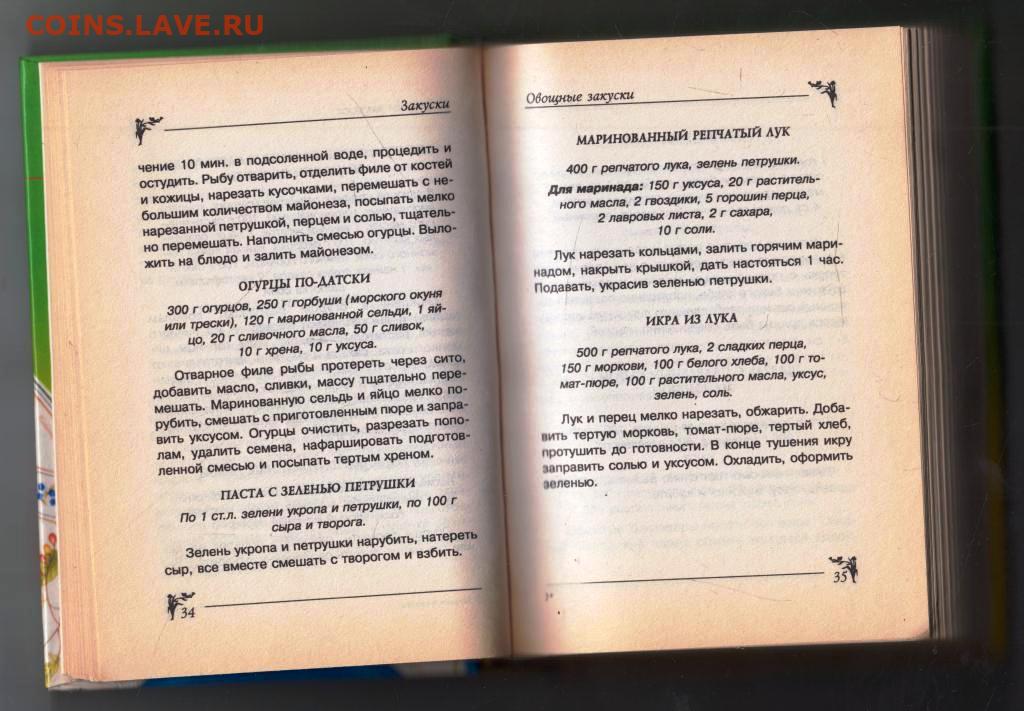 COINS.LAVE.RU
Закуски
чение 10 мин. в подсоленной воде, процедить и
остудить. Рыбу отварить, отделить филе от костей
и кожицы, нарезать кусочками, перемешать с не-
большим количеством майонеза, посыпать мелко
нарезанной петрушкой, перцем и солью, тщатель-
но перемешать. Наполнить смесью огурцы. Выло-
жить на блюдо и залить майонезом.
ОГУРЦЫ ПО-ДАТСКИ
300 г огурцов, 250 г горбуши (морского окуня
или трески), 120 г маринованной сельди, 1 яй-
цо, 20 г сливочного масла, 50 г сливок,
10 г хрена, 10 г уксуса.
Отварное филе рыбы протереть через сито,
добавить масло, сливки, массу тщательно пере-
мешать. Маринованную сельдь и яйцо мелко по-
рубить, смешать с приготовленным пюре и запра-
вить уксусом. Огурцы очистить, разрезать попо-
лам, удалить семена, нафаршировать подготов-
ленной смесью и посыпать тертым хреном.
ПАСТА С ЗЕЛЕНЬЮ ПЕТРУШКИ
По 1 ст.л. зелени укропа и петрушки, по 100 г
сыра и творога.
Зелень укропа и петрушки нарубить, натереть
сыр, все вместе смешать с творогом и взбить.
34
Овощные закуски
МАРИНОВАННЫЙ РЕПЧАТЫЙ ЛУК
400 г репчатого лука, зелень петрушки.
Для маринада: 150 г уксуса, 20 г раститель-
ного масла, 2 гвоздики, 5 горошин перца,
2 лавровых листа, 2 г сахара,
10 г соли.
Лук нарезать кольцами, залить горячим мари-
надом, накрыть крышкой, дать настояться 1 час.
Подавать, украсив зеленью петрушки.
ИКРА ИЗ ЛУКА
500 г репчатого лука, 2 сладких перца,
150 г моркови, 100 г белого хлеба, 100 г то-
мат-пюре, 100 г растительного масла, уксус,
зелень, соль.
Лук и перец мелко нарезать, обжарить. Доба-
вить тертую морковь, томат-пюре, тертый хлеб,
протушить до готовности. В конце тушения икру
заправить солью и уксусом. Охладить, оформить
зеленью.
35